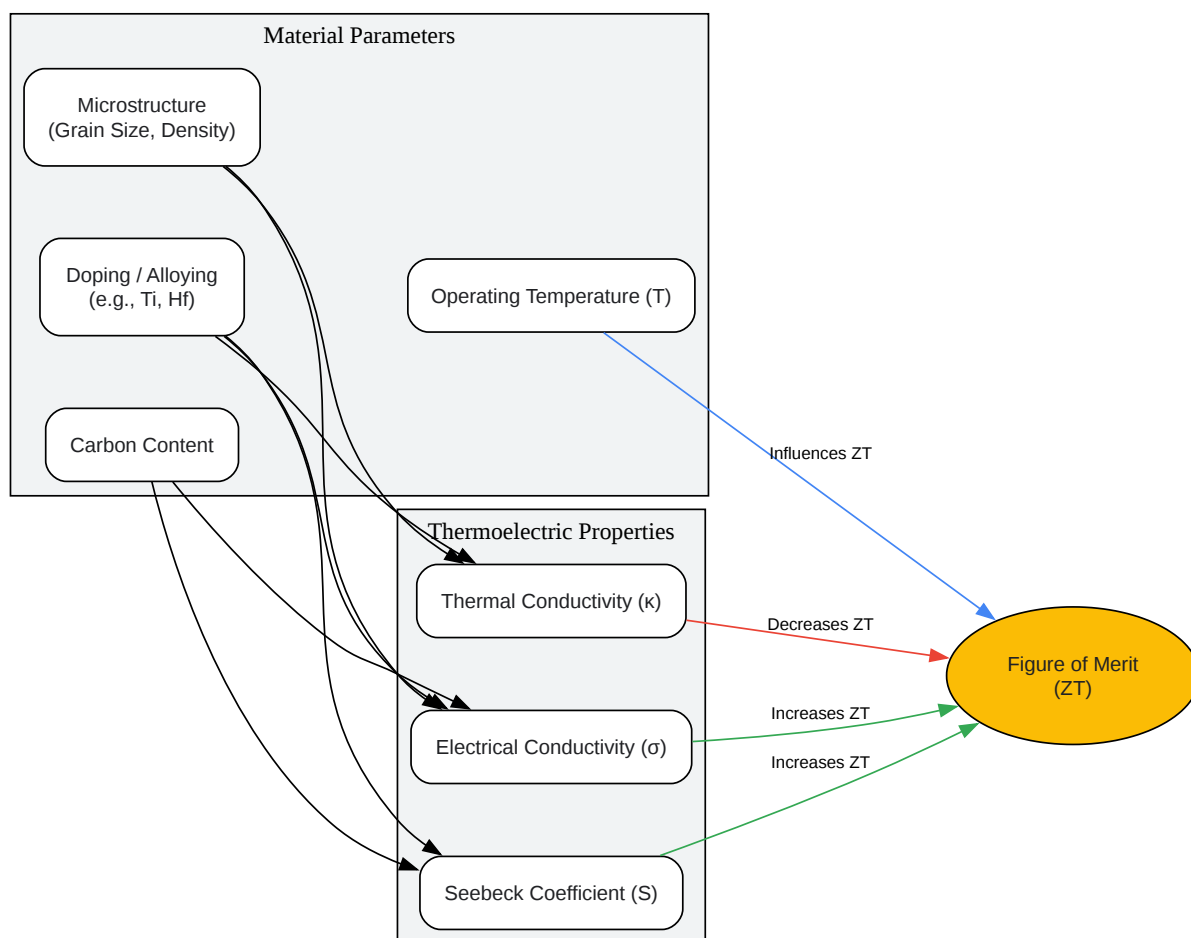 Material Parameters
Microstructure
(Grain Size, Density)
Doping / Alloying
(e.g., Ti, Hf)
Operating Temperature (T)
Carbon Content
Influences ZT
Thermoelectric Properties
Thermal Conductivity (κ)
Decreases ZT
Figure of Merit
(ZT)
Electrical Conductivity (σ)
Increases ZT
Increases ZT
Seebeck Coefficient (S)